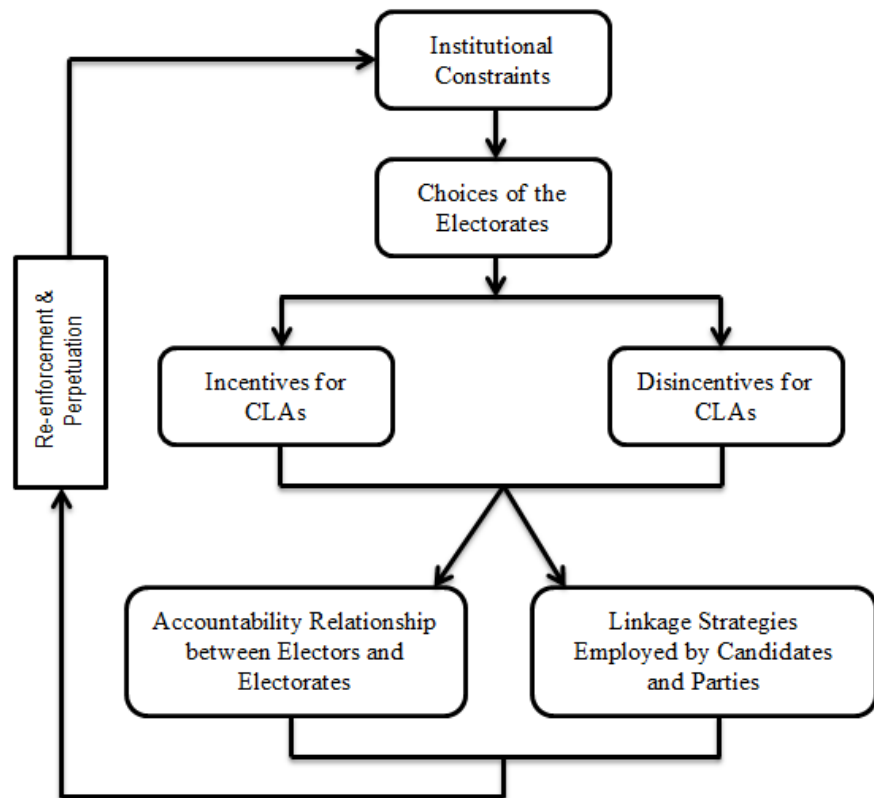 Institutional
Constraints
Choices of the
Electorates
Re-enforcement &
Perpetuation
Incentives for
CLAs
Disincentives for
CLAs
Accountability Relationship
between Electors and
Electorates
Linkage Strategies
Employed by Candidates
and Parties